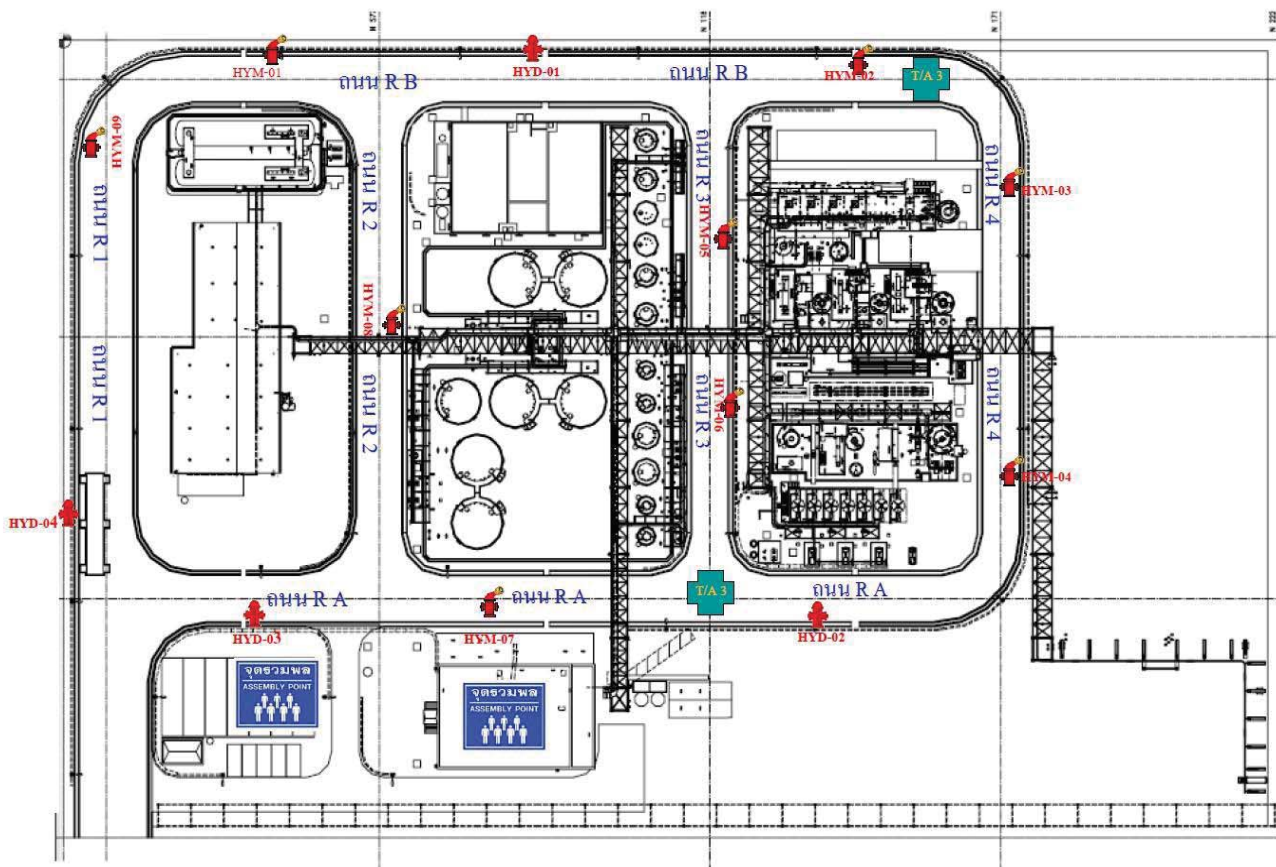 N 57?
N 118
N 171
N 222
HYM-01
HYD-01
HYM-02
ถนน R B
ถนน R B
T/A 3
HYM-09
ถนน R 1
ถนน R 2
ถนน R 3
ถนน R 4
HYM-03
HYM-05
HYM-08
ถนน R 1
ถนน R 2
ถนน R 3
HYM-06
ถนน R 4
HYM-04
HYD-04
ถนน R A
ถนน R A
T/A 3
ถนน R A
HYD-03
HYM-07
HYD-02
จุดรวมพล
ASSEMBLY POINT
จุดรวมพล
ASSEMBLY POINT